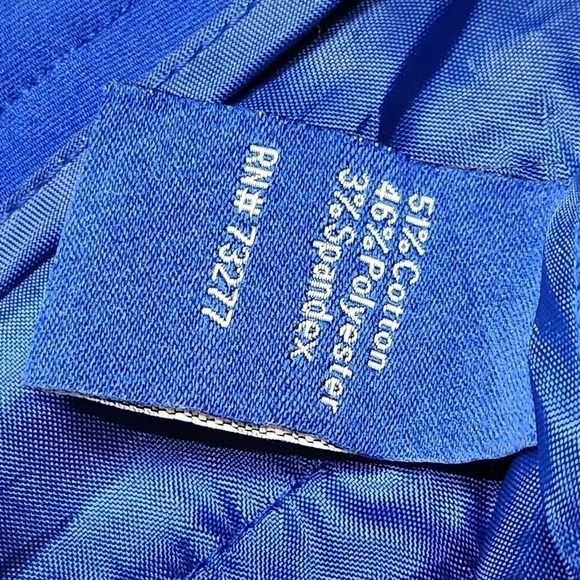 51% Cotton
46% Polyester
3% Spandex
RN# 73277